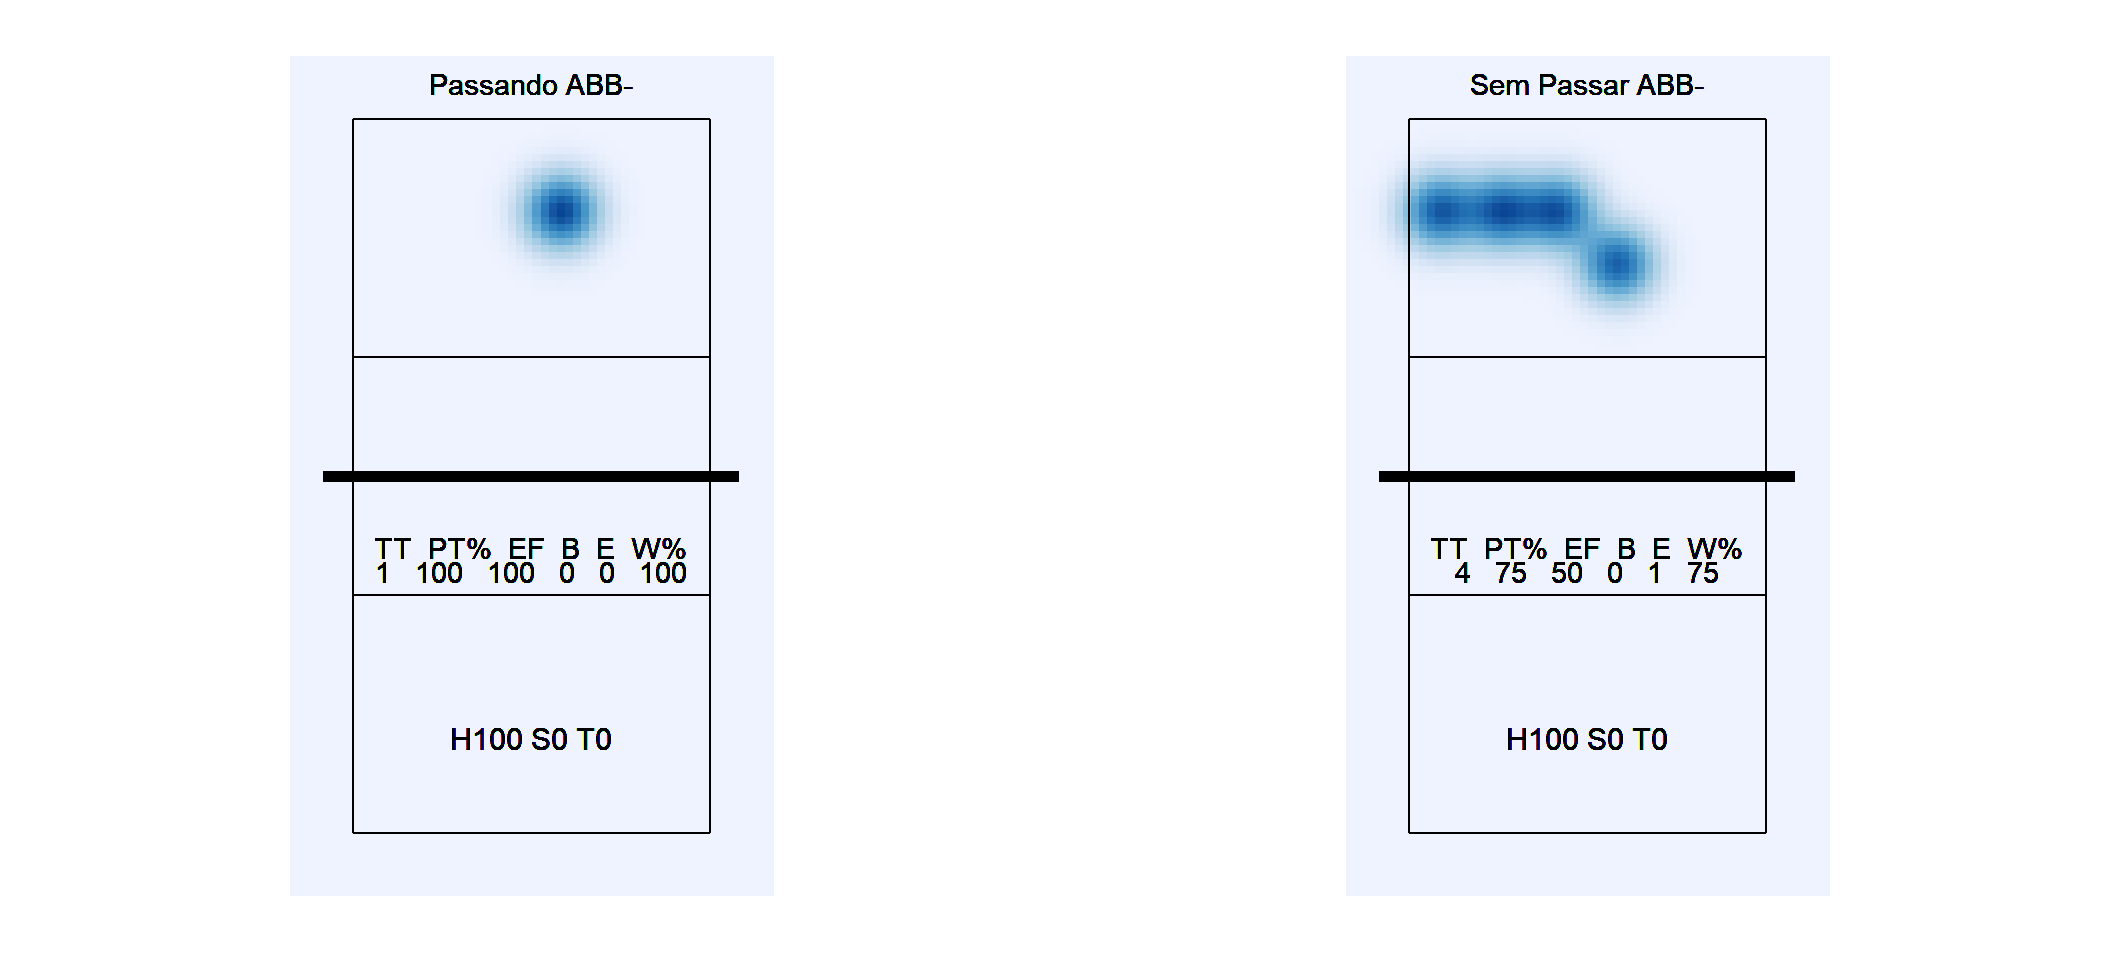 Passando ABB-
TT PT% EF B E W%
1 100 100 0 0 100
H100 S0 T0
Sem Passar ABB-
TT PT% EF B E W%
4 75 50 0 1 75
H100 S0 T0